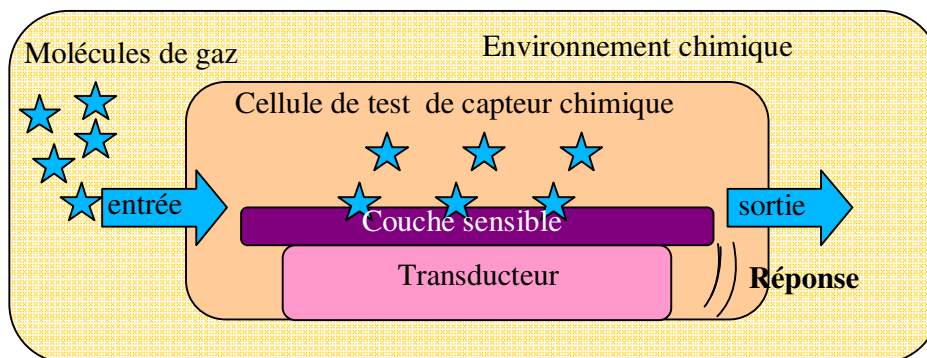 Molécules de gaz
Environnement chimique
Cellule de test de capteur chimique
entrée
Couche sensible
sortie
Transducteur
Réponse